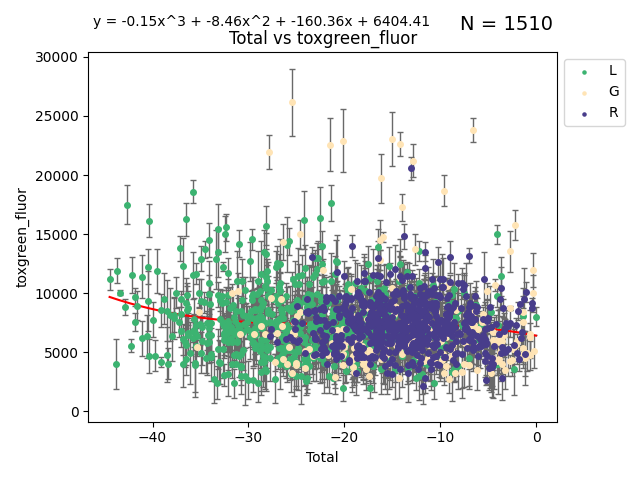 y = -0.15x^3 + -8.46x^2 + -160.36x + 6404.41
N = 1510
Total vs toxgreen_fluor
30000
25000
20000
15000
10000
5000
0
toxgreen_fluor
−40
−30
−20
−10
0
Total
L
G
R